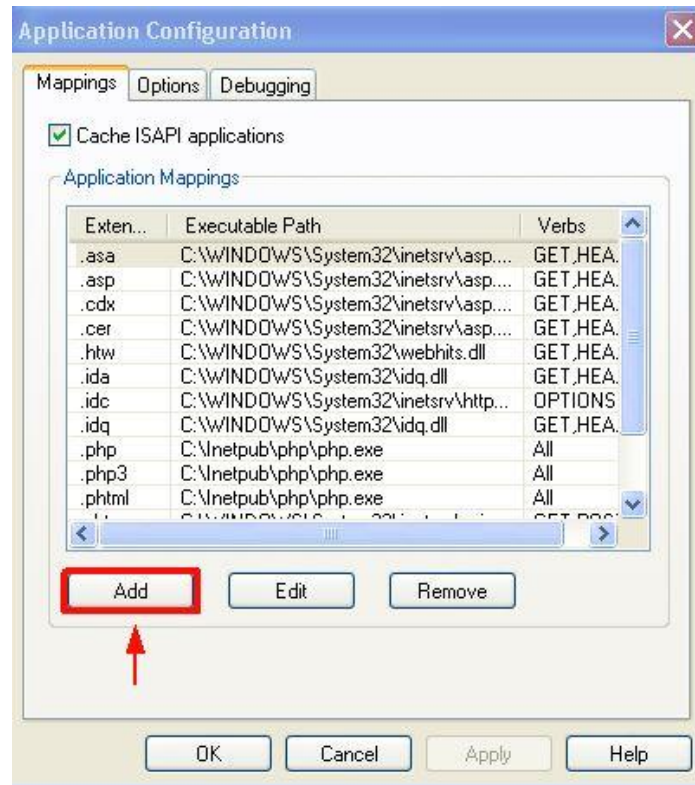 Application Configuration
Mappings Options Debugging
Cache ISAPI applications
Application Mappings
Exten... Executable Path Verbs
.asa C:\WINDOWS\System32\inetsrv\asp.... GET,HEA.
.asp C:\WINDOWS\System32\inetsrv\asp.... GET,HEA.
.cdx C:\WINDOWS\System32\inetsrv\asp.... GET,HEA.
.cer C:\WINDOWS\System32\inetsrv\asp.... GET,HEA.
.htw C:\WINDOWS\System32\webhits.dll GET,HEA.
.ida C:\WINDOWS\System32\idq.dll GET,HEA.
.idc C:\WINDOWS\System32\inetsrv\http... OPTIONS
.idq C:\WINDOWS\System32\idq.dll GET,HEA.
.php C:\Inetpub\php\php.exe All
.php3 C:\Inetpub\php\php.exe All
.phtml C:\Inetpub\php\php.exe All
Add Edit Remove
OK Cancel Apply Help